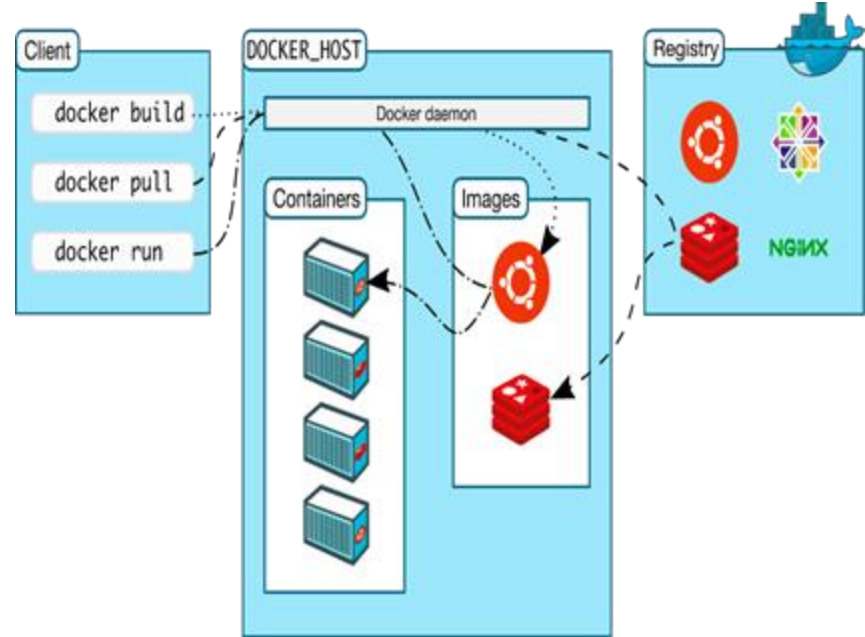 Client
docker build
docker pull
docker run
DOCKER_HOST
Docker daemon
Containers
Images
Registry
NGINX